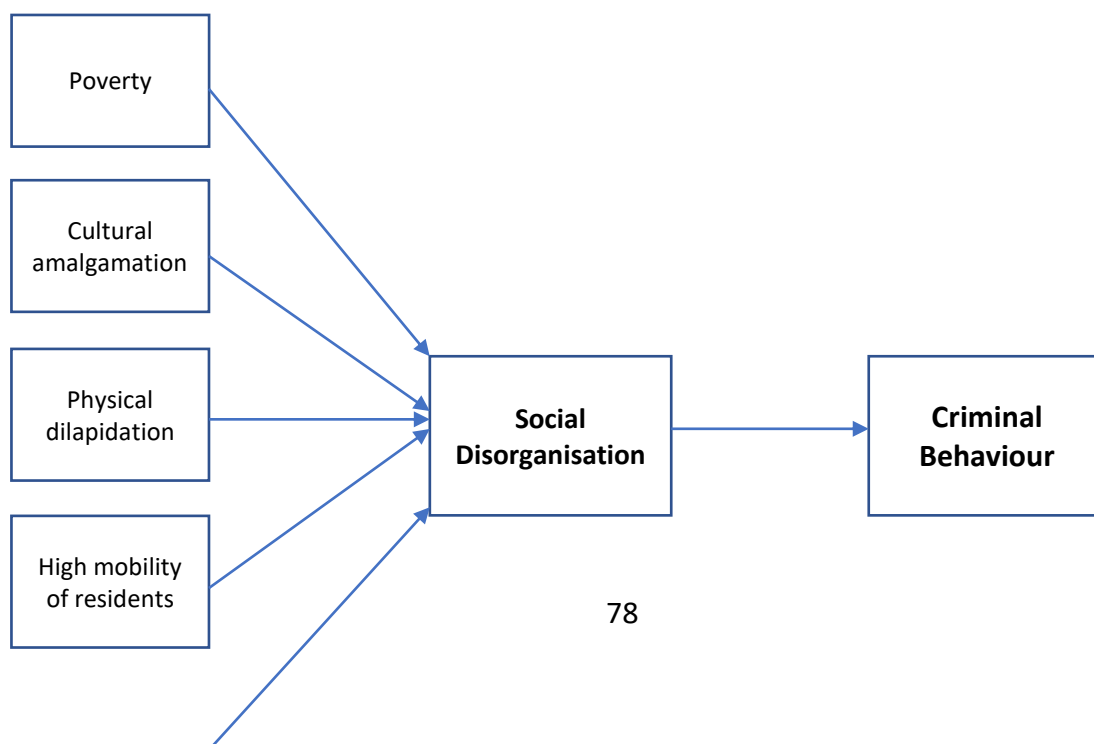 Poverty
Cultural
amalgamation
Physical
dilapidation
High mobility
of residents
Social
Disorganisation
Criminal
Behaviour
78